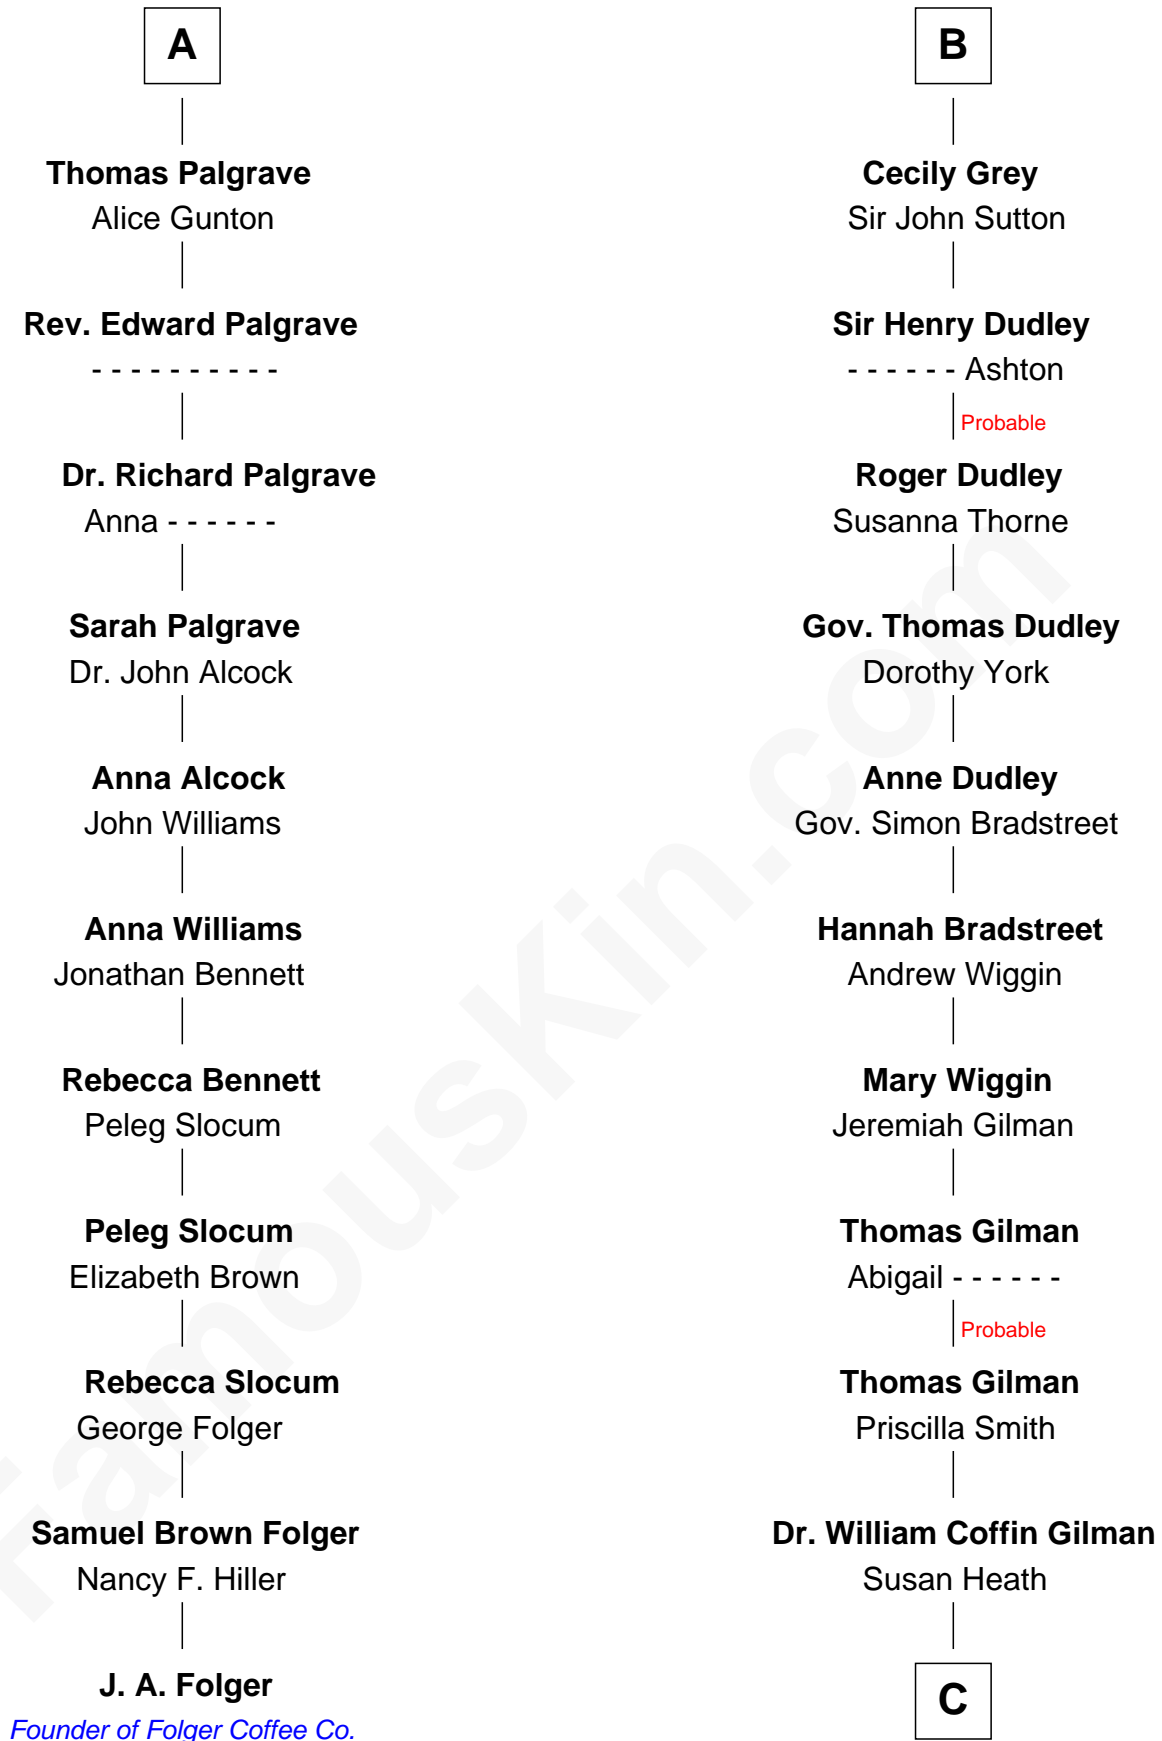 A
Thomas Palgrave
Alice Gunton
Rev. Edward Palgrave
- - - - - - - - - -
Dr. Richard Palgrave
Anna - - - - - -
Sarah Palgrave
Dr. John Alcock
Anna Alcock
John Williams
Anna Williams
Jonathan Bennett
Rebecca Bennett
Peleg Slocum
Peleg Slocum
Elizabeth Brown
Rebecca Slocum
George Folger
Samuel Brown Folger
Nancy F. Hiller
J. A. Folger
Founder of Folger Coffee Co.
B
Cecily Grey
Sir John Sutton
Sir Henry Dudley
- - - - - - Ashton
Probable
Roger Dudley
Susanna Thorne
Gov. Thomas Dudley
Dorothy York
Anne Dudley
Gov. Simon Bradstreet
Hannah Bradstreet
Andrew Wiggin
Mary Wiggin
Jeremiah Gilman
Thomas Gilman
Abigail - - - - - -
Probable
Thomas Gilman
Priscilla Smith
Dr. William Coffin Gilman
Susan Heath
C
FamousKin.com